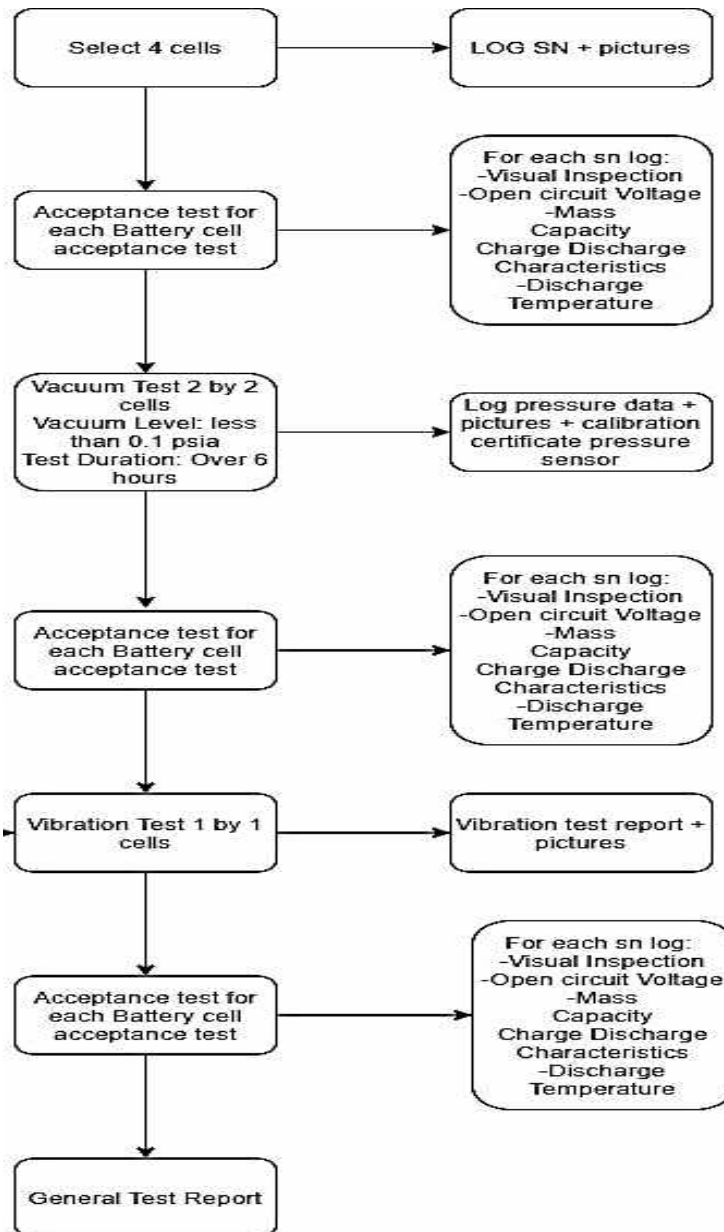 Select 4 cells
LOG SN + pictures
Acceptance test for
each Battery cell
acceptance test
For each sn log:
-Visual Inspection
-Open circuit Voltage
-Mass
Capacity
Charge Discharge
Characteristics
-Discharge
Temperature
Vacuum Test 2 by 2
cells
Vacuum Level: less
than 0.1 psia
Test Duration: Over 6
hours
Log pressure data +
pictures + calibration
certificate pressure
sensor
Acceptance test for
each Battery cell
acceptance test
For each sn log:
-Visual Inspection
-Open circuit Voltage
-Mass
Capacity
Charge Discharge
Characteristics
-Discharge
Temperature
Vibration Test 1 by 1
cells
Vibration test report +
pictures
Acceptance test for
each Battery cell
acceptance test
For each sn log:
-Visual Inspection
-Open circuit Voltage
-Mass
Capacity
Charge Discharge
Characteristics
-Discharge
Temperature
General Test Report